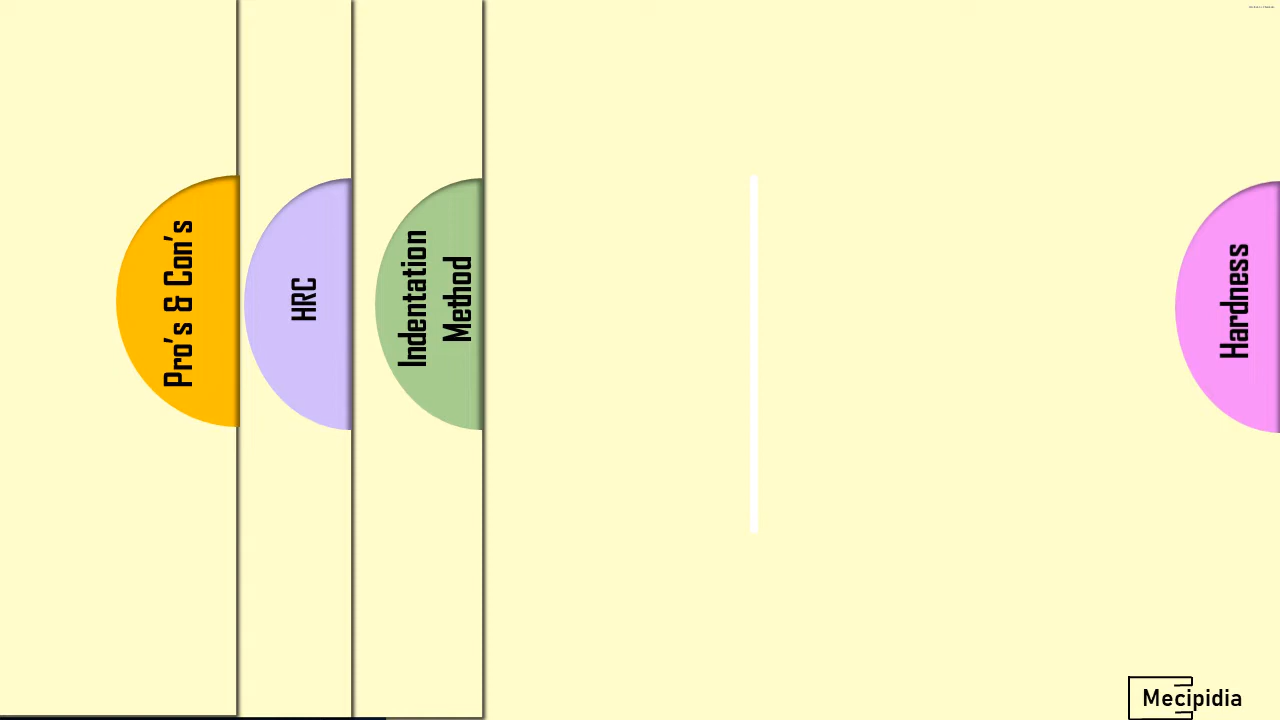 Pro's & Con's
HRC
Indentation
Method
Hardness
Mecipidia